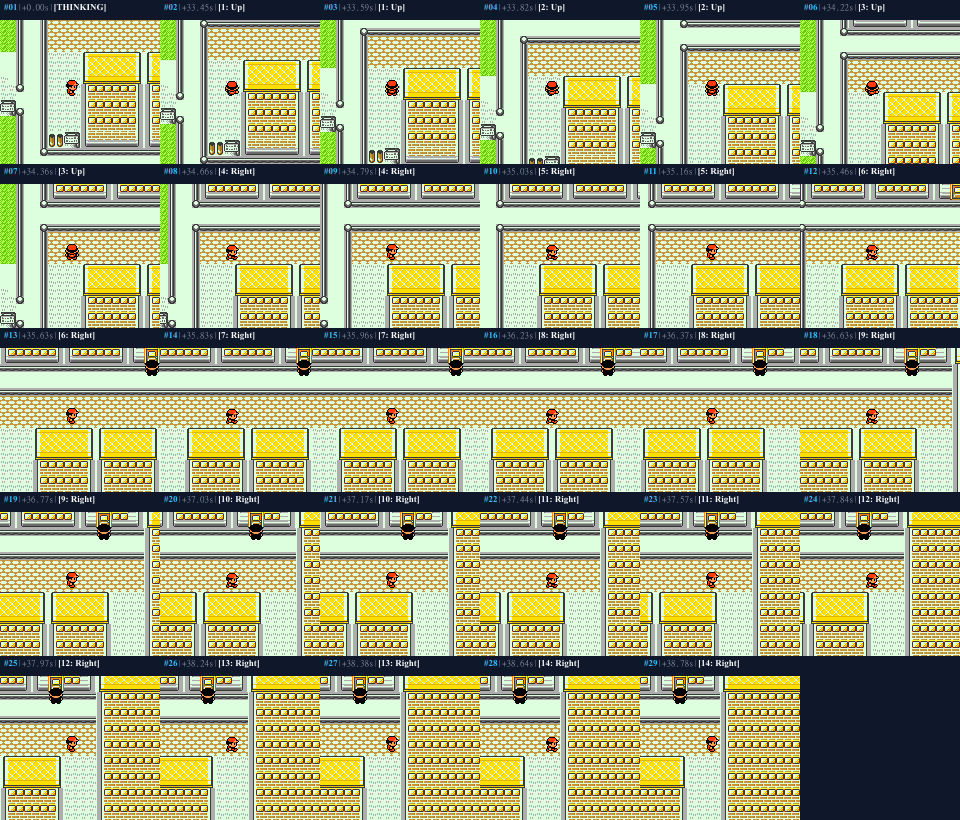 #01|+0.00s|[THINKING]
#02|+33.45s|[1: Up]
#03|+33.59s|[1: Up]
#04|+33.82s|[2: Up]
#05|+33.95s|[2: Up]
#06|+34.22s|[3: Up]
#07|+34.36s|[3: Up]
#08|+34.66s|[4: Right]
#09|+34.79s|[4: Right]
#10|+35.03s|[5: Right]
#11|+35.16s|[5: Right]
#12|+35.46s|[6: Right]
#13|+35.63s|[6: Right]
#14|+35.83s|[7: Right]
#15|+35.96s|[7: Right]
#16|+36.23s|[8: Right]
#17|+36.37s|[8: Right]
#18|+36.63s|[9: Right]
#19|+36.77s|[9: Right]
#20|+37.03s|[10: Right]
#21|+37.17s|[10: Right]
#22|+37.44s|[11: Right]
#23|+37.57s|[11: Right]
#24|+37.84s|[12: Right]
#25|+37.97s|[12: Right]
#26|+38.24s|[13: Right]
#27|+38.38s|[13: Right]
#28|+38.64s|[14: Right]
#29|+38.78s|[14: Right]